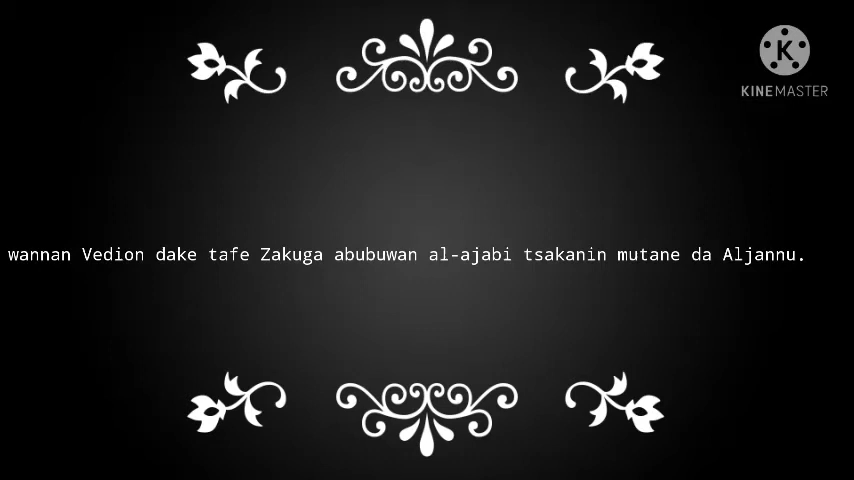 K
KINEMASTER
wannan Vedion dake tafe Zakuga abubuwan al-ajabi tsakanin mutane da Aljannu.